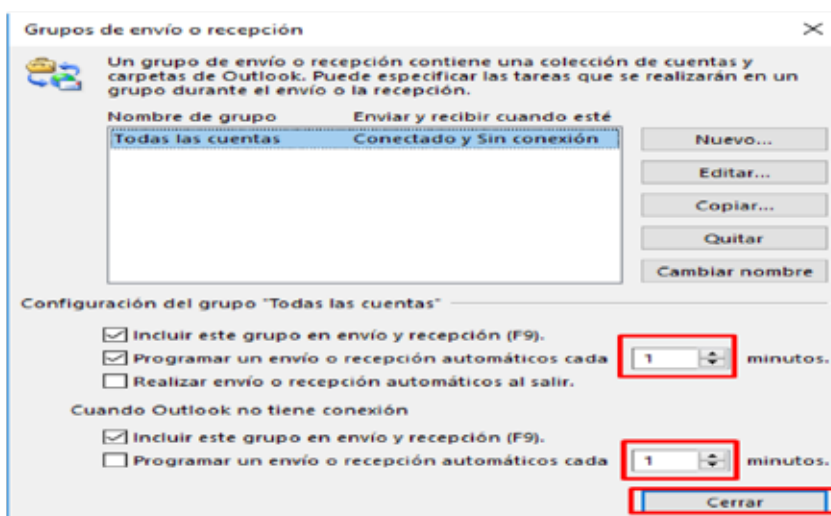 Grupos de envío o recepción
Un grupo de envío o recepción contiene una colección de cuentas y
carpetas de Outlook. Puede especificar las tareas que se realizarán en un
grupo durante el envío o la recepción.
Nombre de grupo Enviar y recibir cuando esté
Todas las cuentas Conectado y Sin conexión
Nuevo...
Editar...
Copiar...
Quitar
Cambiar nombre
Configuración del grupo "Todas las cuentas"
Incluir este grupo en envío y recepción (F9).
Programar un envío o recepción automáticos cada 1 minutos.
Realizar envío o recepción automáticos al salir.
Cuando Outlook no tiene conexión
Incluir este grupo en envío y recepción (F9).
Programar un envío o recepción automáticos cada 1 minutos.
Cerrar